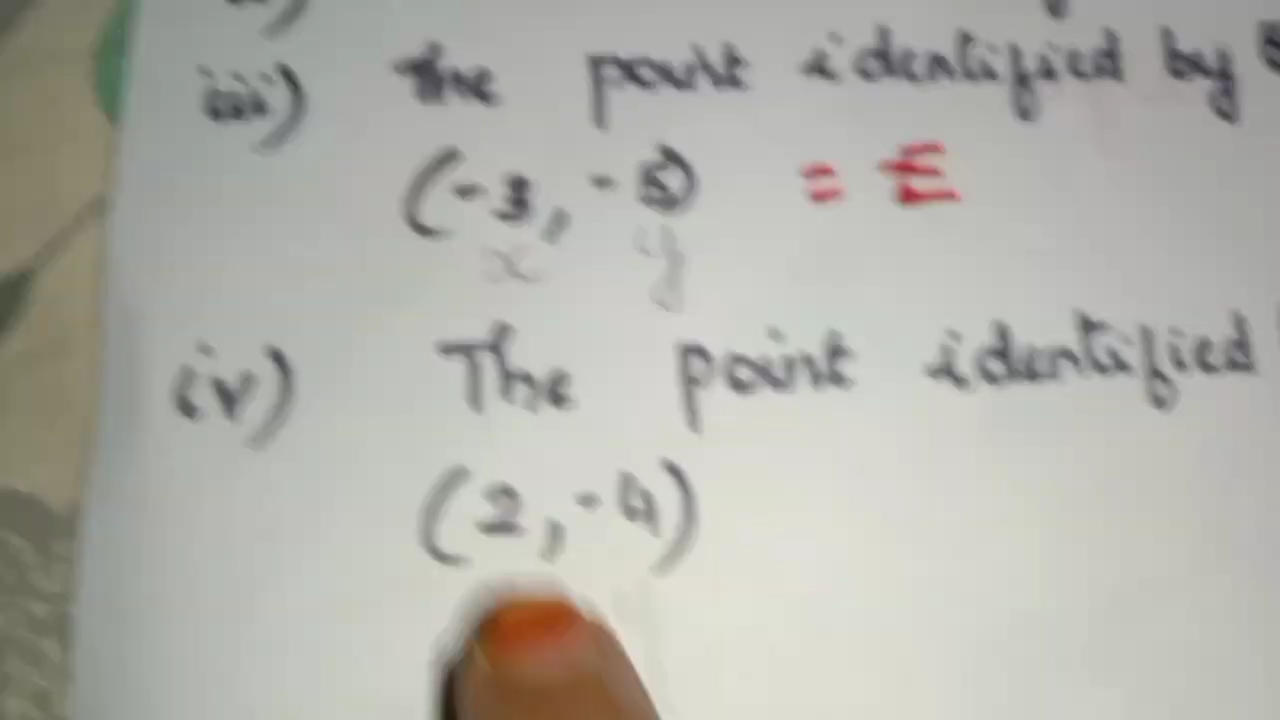 iii) the point identified by
(-3, -5) = E
x y
iv) The point identified
(2, -4)